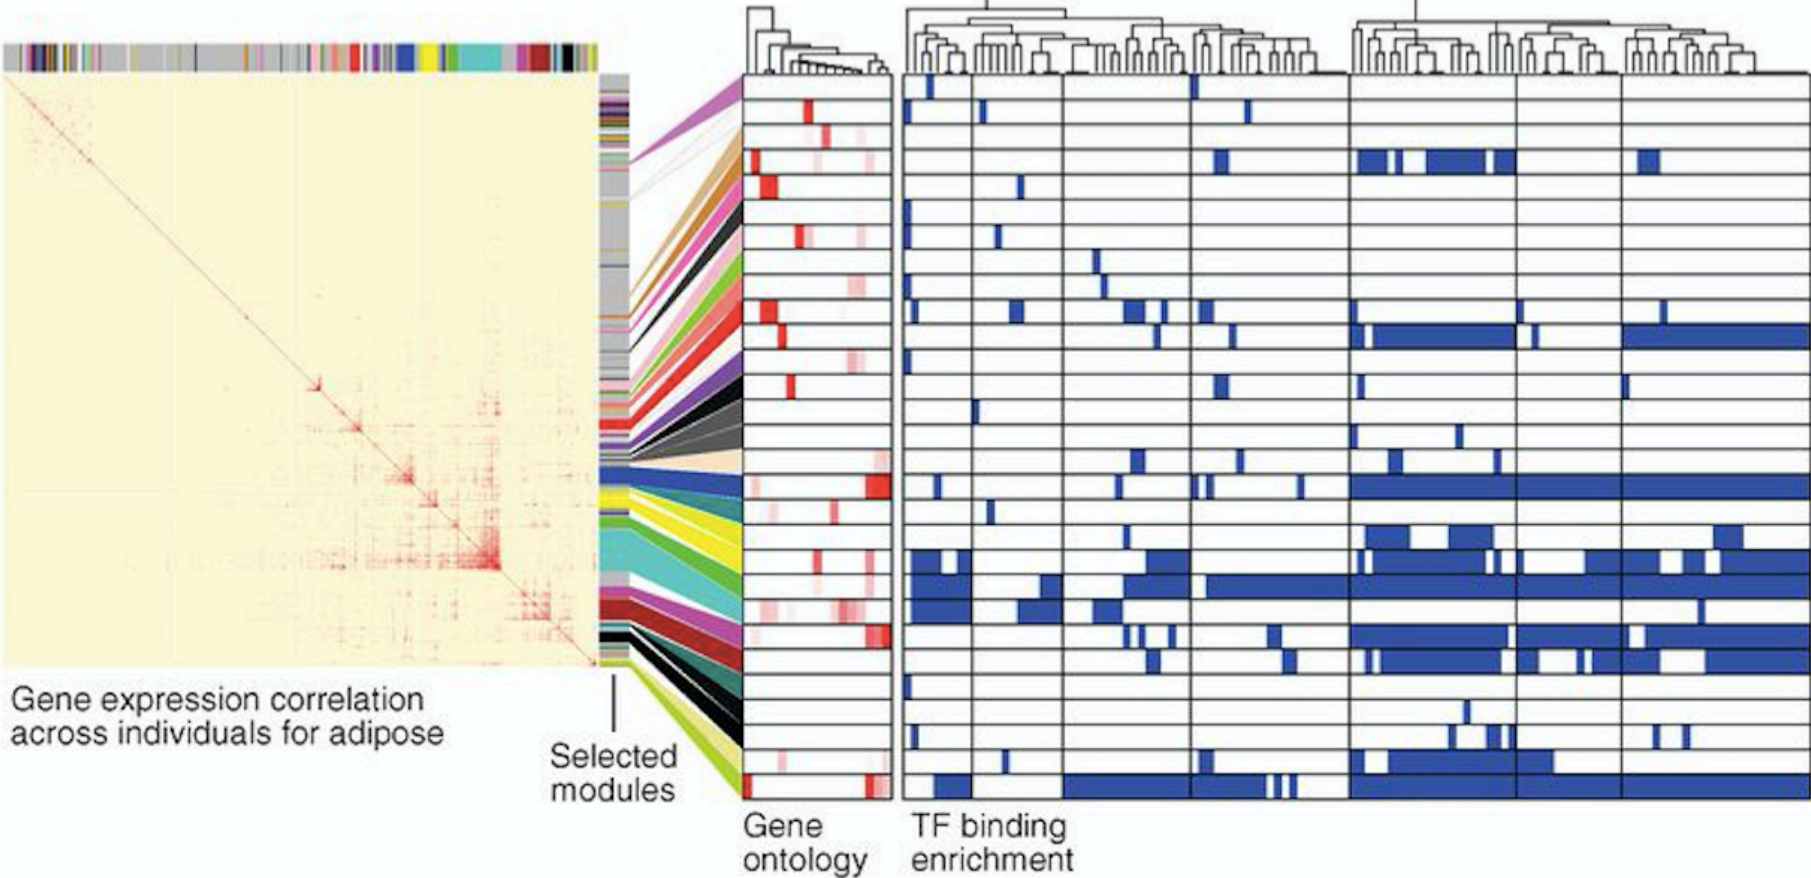 Gene expression correlation
across individuals for adipose
Selected
modules
Gene
ontology
TF binding
enrichment